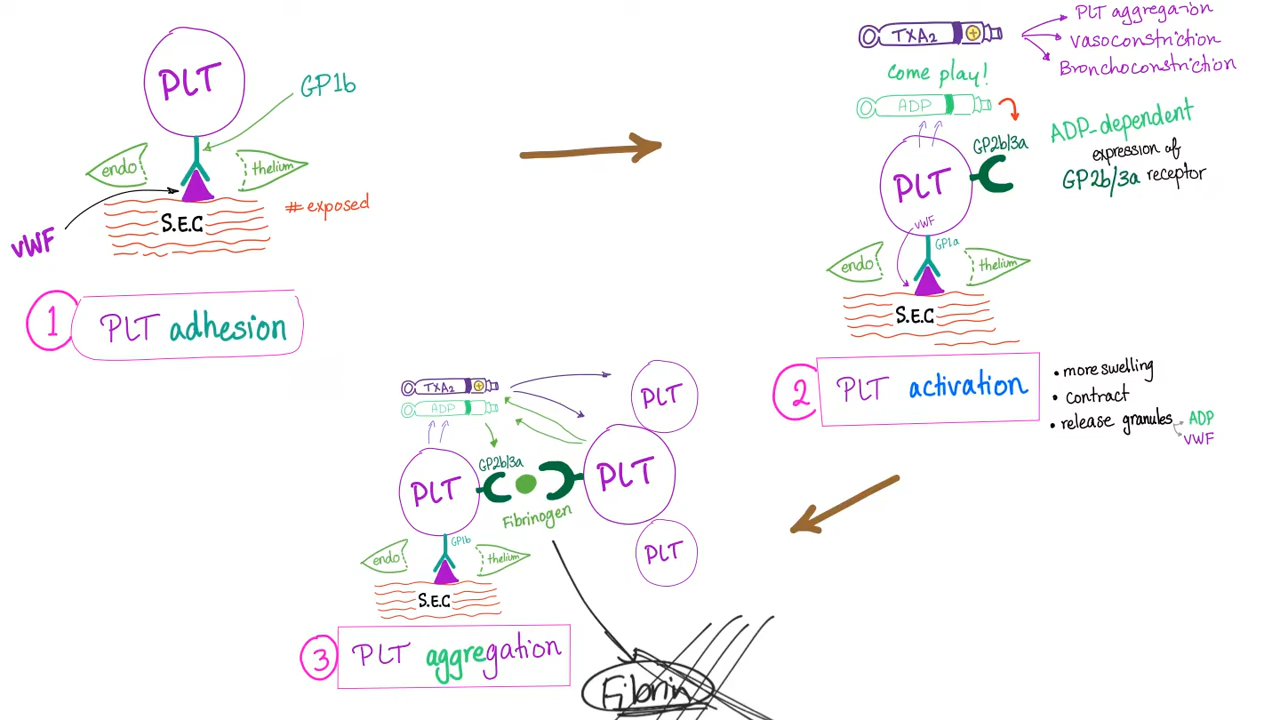 PLT
GP1b
endo
thelium
S.E.C
# exposed
vWF
1
PLT adhesion
TXA2 +
PLT aggregation
vasoconstriction
Bronchoconstriction
come play!
ADP
GP2b/3a
ADP-dependent
expression of
GP2b/3a receptor
PLT
vWF
GP1a
endo
thelium
S.E.C
2
PLT activation
• more swelling
• contract
• release granules
ADP
vWF
TXA2 +
ADP
PLT
GP2b/3a
PLT
PLT
Fibrinogen
GP1b
PLT
endo
thelium
S.E.C
3
PLT aggregation
Fibrin